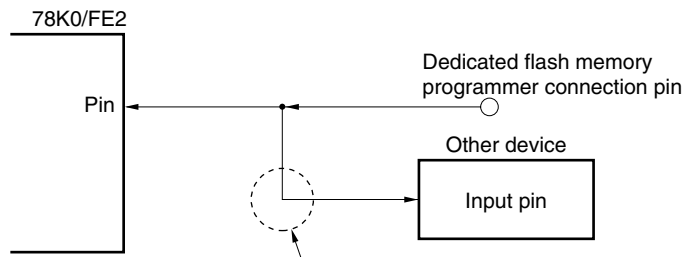 78K0/FE2
Dedicated flash memory
programmer connection pin
Pin
Other device
Input pin